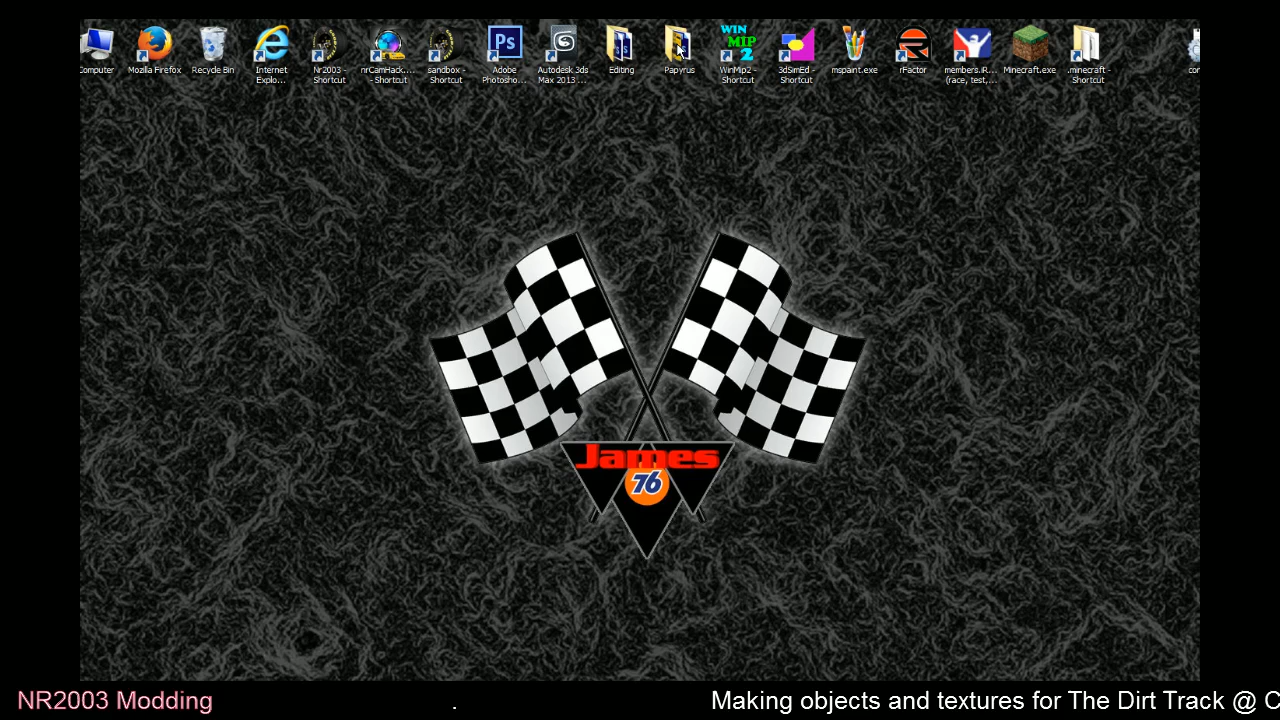 Computer
Mozilla Firefox
Recycle Bin
Internet
Explo...
Nr2003 -
Shortcut
nrCamHack....
- Shortcut
sandbox -
Shortcut
Ps
Adobe
Photosho...
Autodesk 3ds
Max 2013 ...
Editing
Papyrus
WIN
MIP
2
WinMip2 -
Shortcut
3dSimEd -
Shortcut
mspaint.exe
rFactor
members.iR...
(race, test,...
Minecraft.exe
.minecraft -
Shortcut
con
James
76
NR2003 Modding
.
Making objects and textures for The Dirt Track @ C